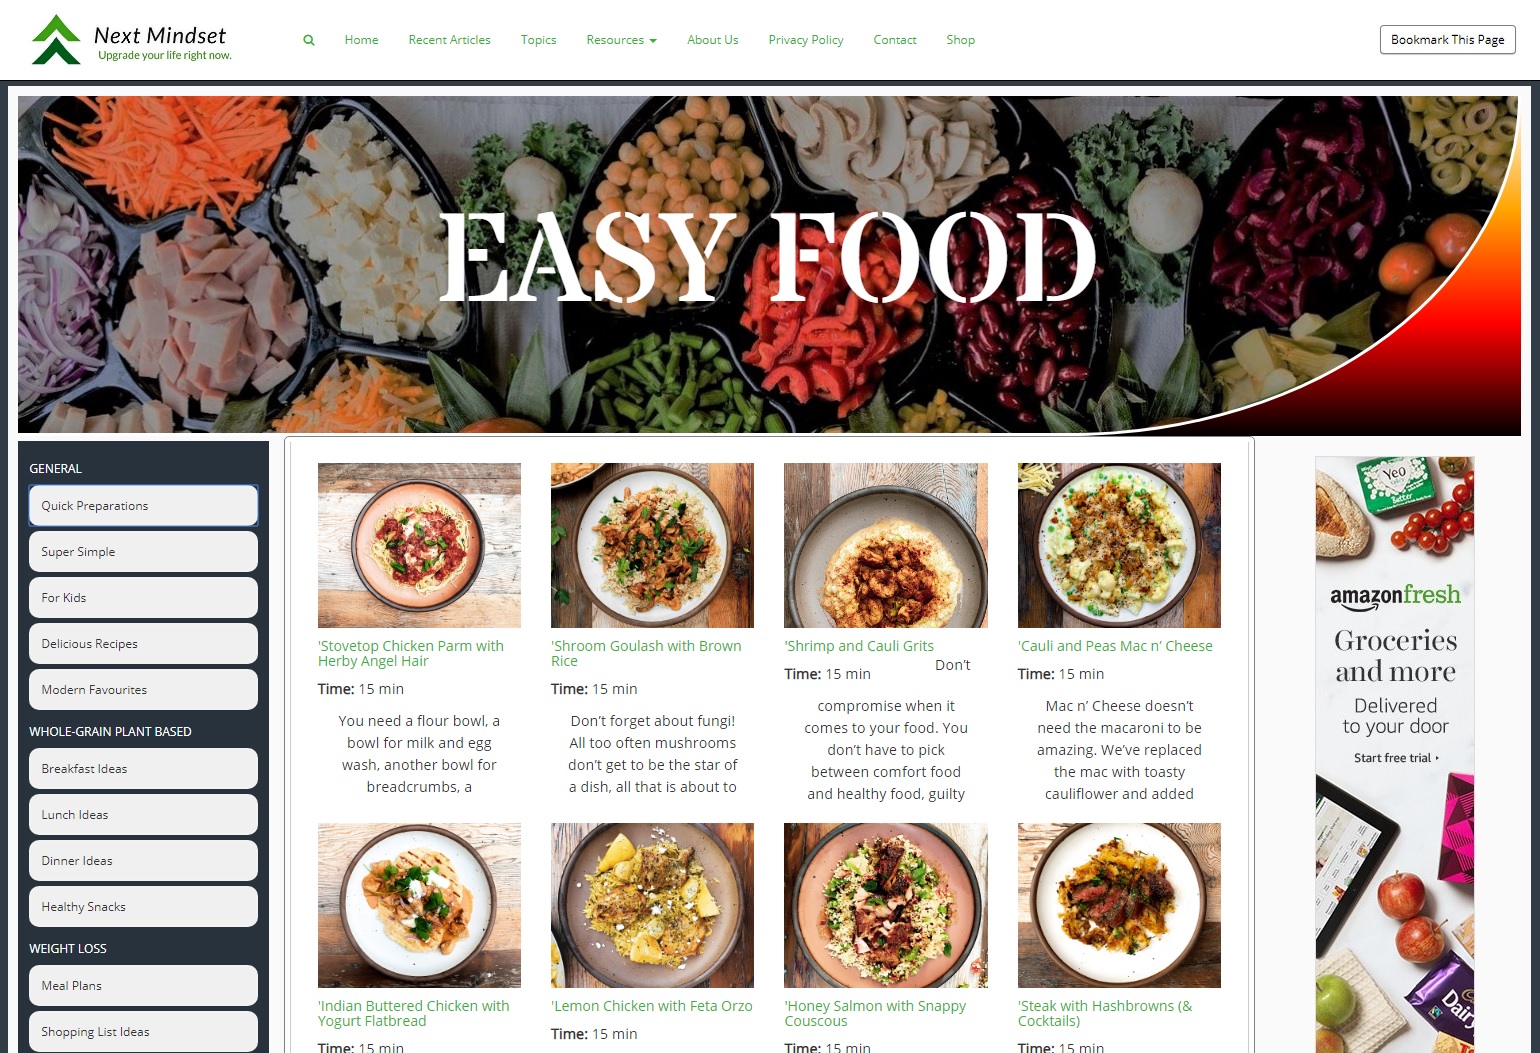 Next Mindset
Upgrade your life right now.
Home
Recent Articles
Topics
Resources
About Us
Privacy Policy
Contact
Shop
Bookmark This Page
EASY FOOD
GENERAL
Quick Preparations
Super Simple
For Kids
Delicious Recipes
Modern Favourites
WHOLE-GRAIN PLANT BASED
Breakfast Ideas
Lunch Ideas
Dinner Ideas
Healthy Snacks
WEIGHT LOSS
Meal Plans
Shopping List Ideas
'Stovetop Chicken Parm with
Herby Angel Hair
Time: 15 min
You need a flour bowl, a
bowl for milk and egg
wash, another bowl for
breadcrumbs, a
'Shroom Goulash with Brown
Rice
Time: 15 min
Don’t forget about fungi!
All too often mushrooms
don’t get to be the star of
a dish, all that is about to
'Shrimp and Cauli Grits
Time: 15 min
Don’t
compromise when it
comes to your food. You
don’t have to pick
between comfort food
and healthy food, guilty
'Cauli and Peas Mac n’ Cheese
Time: 15 min
Mac n’ Cheese doesn’t
need the macaroni to be
amazing. We’ve replaced
the mac with toasty
cauliflower and added
'Indian Buttered Chicken with
Yogurt Flatbread
Time: 15 min
'Lemon Chicken with Feta Orzo
Time: 15 min
'Honey Salmon with Snappy
Couscous
Time: 15 min
'Steak with Hashbrowns (&
Cocktails)
Time: 15 min
Yeo
Butter
amazonfresh
Groceries
and more
Delivered
to your door
Start free trial
Dairy